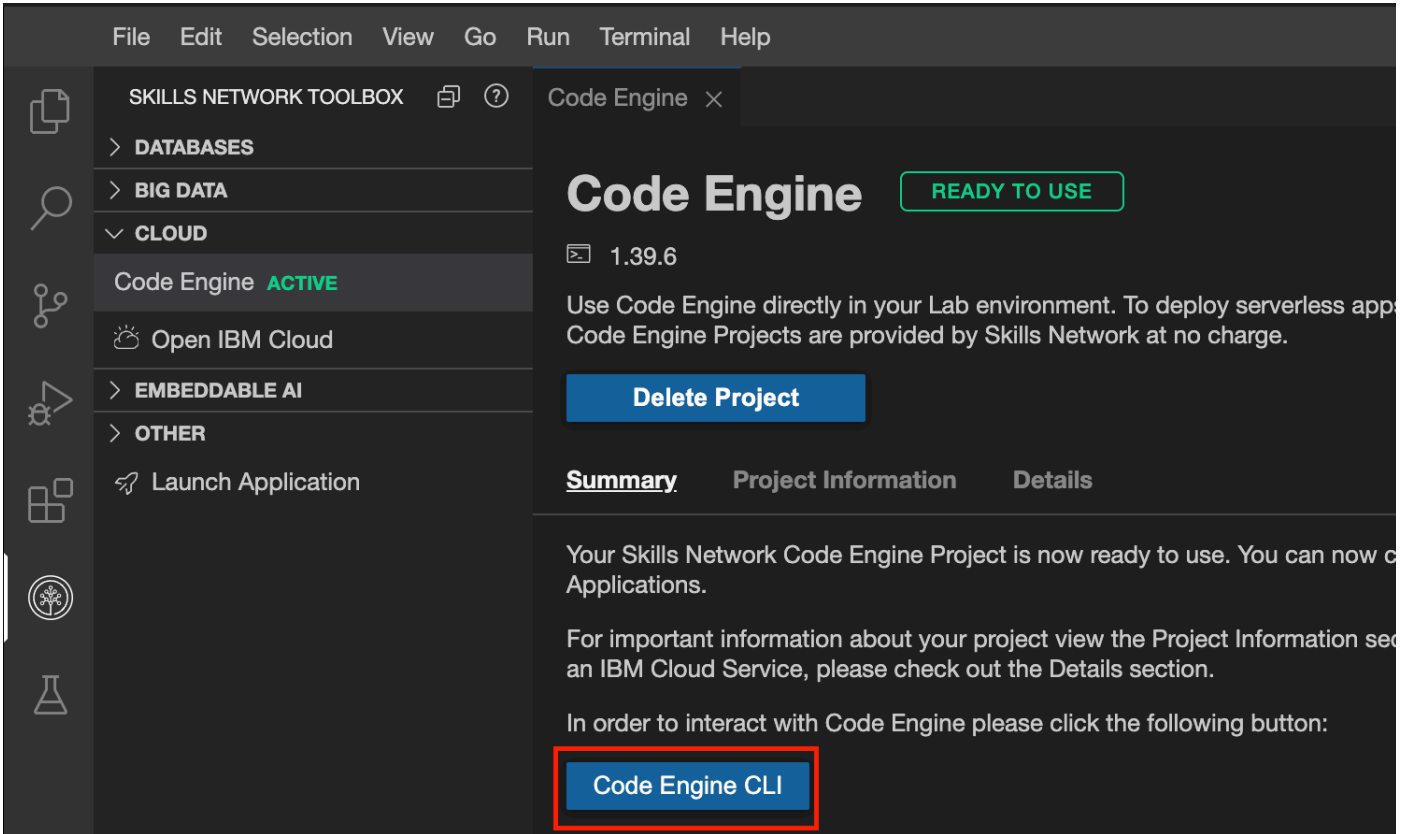 File Edit Selection View Go Run Terminal Help
SKILLS NETWORK TOOLBOX
DATABASES
BIG DATA
CLOUD
Code Engine ACTIVE
Open IBM Cloud
EMBEDDABLE AI
OTHER
Launch Application
Code Engine
Code Engine READY TO USE
1.39.6
Use Code Engine directly in your Lab environment. To deploy serverless apps
Code Engine Projects are provided by Skills Network at no charge.
Delete Project
Summary Project Information Details
Your Skills Network Code Engine Project is now ready to use. You can now
Applications.
For important information about your project view the Project Information
an IBM Cloud Service, please check out the Details section.
In order to interact with Code Engine please click the following button:
Code Engine CLI